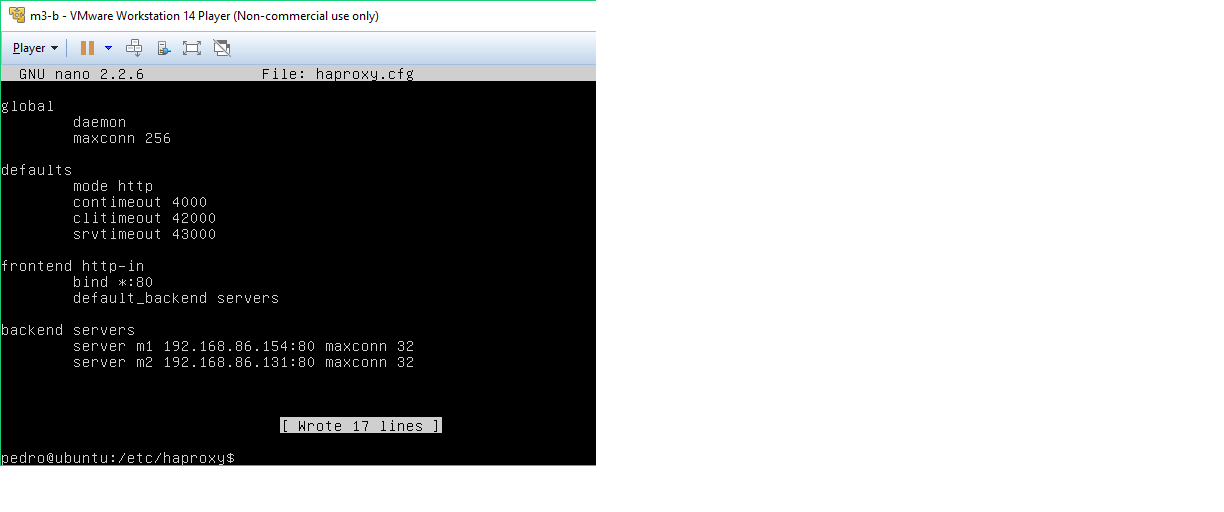 m3-b - VMware Workstation 14 Player (Non-commercial use only)
Player
GNU nano 2.2.6 File: haproxy.cfg
global
daemon
maxconn 256
defaults
mode http
contimeout 4000
clitimeout 42000
srvtimeout 43000
frontend http-in
bind *:80
default_backend servers
backend servers
server m1 192.168.86.154:80 maxconn 32
server m2 192.168.86.131:80 maxconn 32
[ Wrote 17 lines ]
pedro@ubuntu:/etc/haproxy$